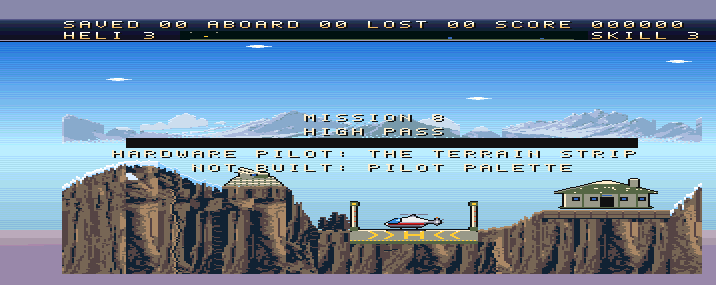 SAVED 00 ABOARD 00 LOST 00 SCORE 000000
HELI 3 SKILL 3
MISSION 8
HIGH PASS
HARDWARE PILOT: THE TERRAIN STRIP
NOT BUILT: PILOT PALETTE
H